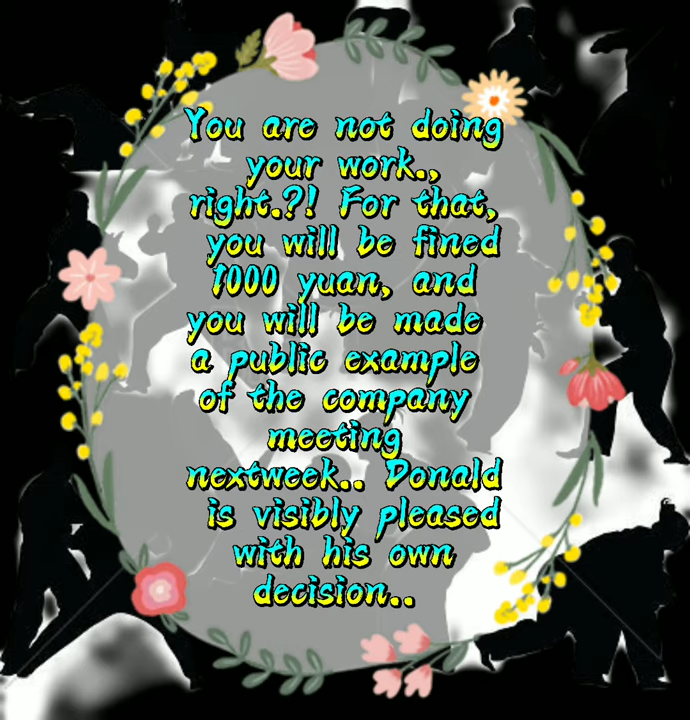 You are not doing
your work.,
right.?! For that,
you will be fined
1000 yuan, and
you will be made
a public example
of the company
meeting
nextweek.. Donald
is visibly pleased
with his own
decision..